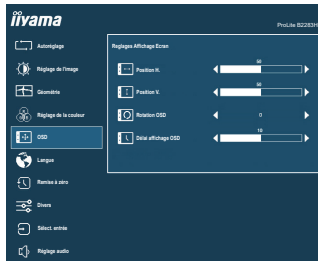 iiyama
ProLite B2283H
Autoréglage
Réglage de l'image
Géométrie
Réglage de la couleur
OSD
Langue
Remise à zéro
Divers
Sélect. entrée
Réglage audio
Reglages Affichage Ecran
Position H.
50
Position V.
50
Rotation OSD
0
Délai affichage OSD
10